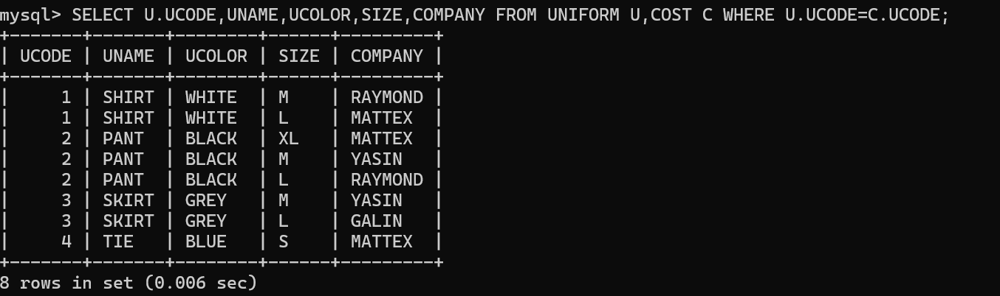 mysql> SELECT U.UCODE,UNAME,UCOLOR,SIZE,COMPANY FROM UNIFORM U,COST C WHERE U.UCODE=C.UCODE;
+-------+-------+--------+------+---------+
| UCODE | UNAME | UCOLOR | SIZE | COMPANY |
+-------+-------+--------+------+---------+
|     1 | SHIRT | WHITE  | M    | RAYMOND |
|     1 | SHIRT | WHITE  | L    | MATTEX  |
|     2 | PANT  | BLACK  | XL   | MATTEX  |
|     2 | PANT  | BLACK  | M    | YASIN   |
|     2 | PANT  | BLACK  | L    | RAYMOND |
|     3 | SKIRT | GREY   | M    | YASIN   |
|     3 | SKIRT | GREY   | L    | GALIN   |
|     4 | TIE   | BLUE   | S    | MATTEX  |
+-------+-------+--------+------+---------+
8 rows in set (0.006 sec)